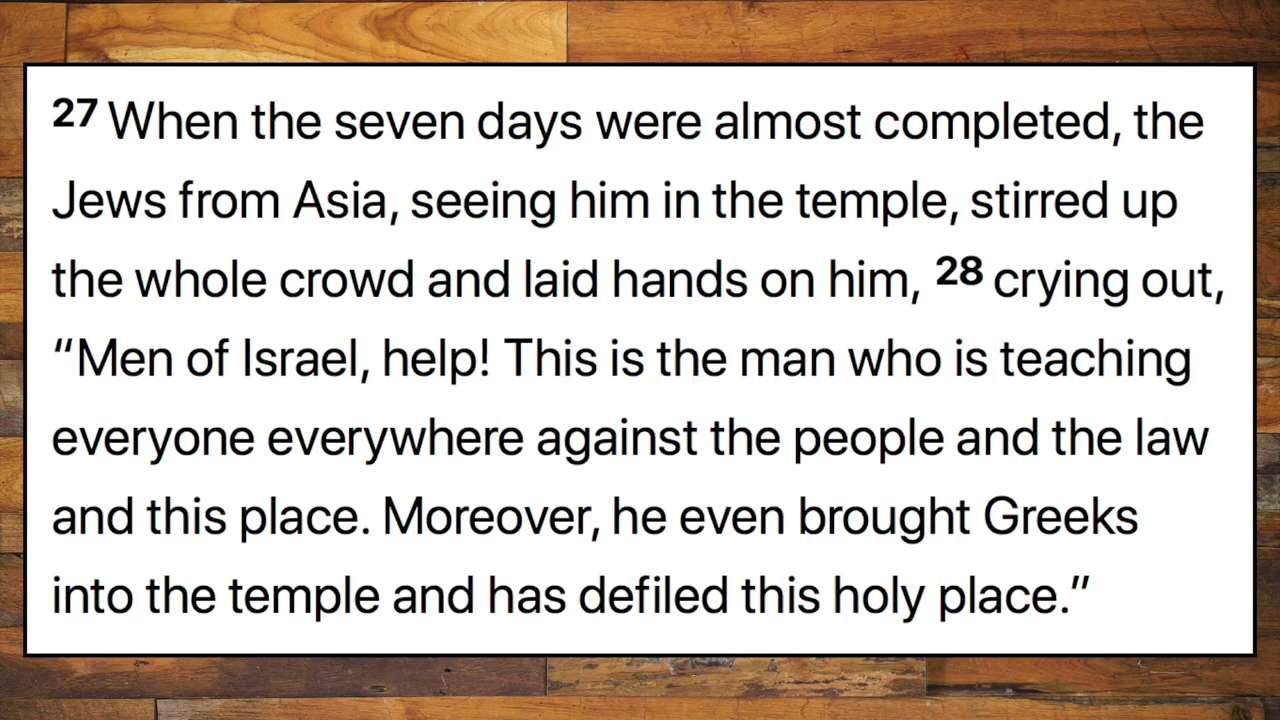 27 When the seven days were almost completed, the
Jews from Asia, seeing him in the temple, stirred up
the whole crowd and laid hands on him, 28 crying out,
“Men of Israel, help! This is the man who is teaching
everyone everywhere against the people and the law
and this place. Moreover, he even brought Greeks
into the temple and has defiled this holy place.”